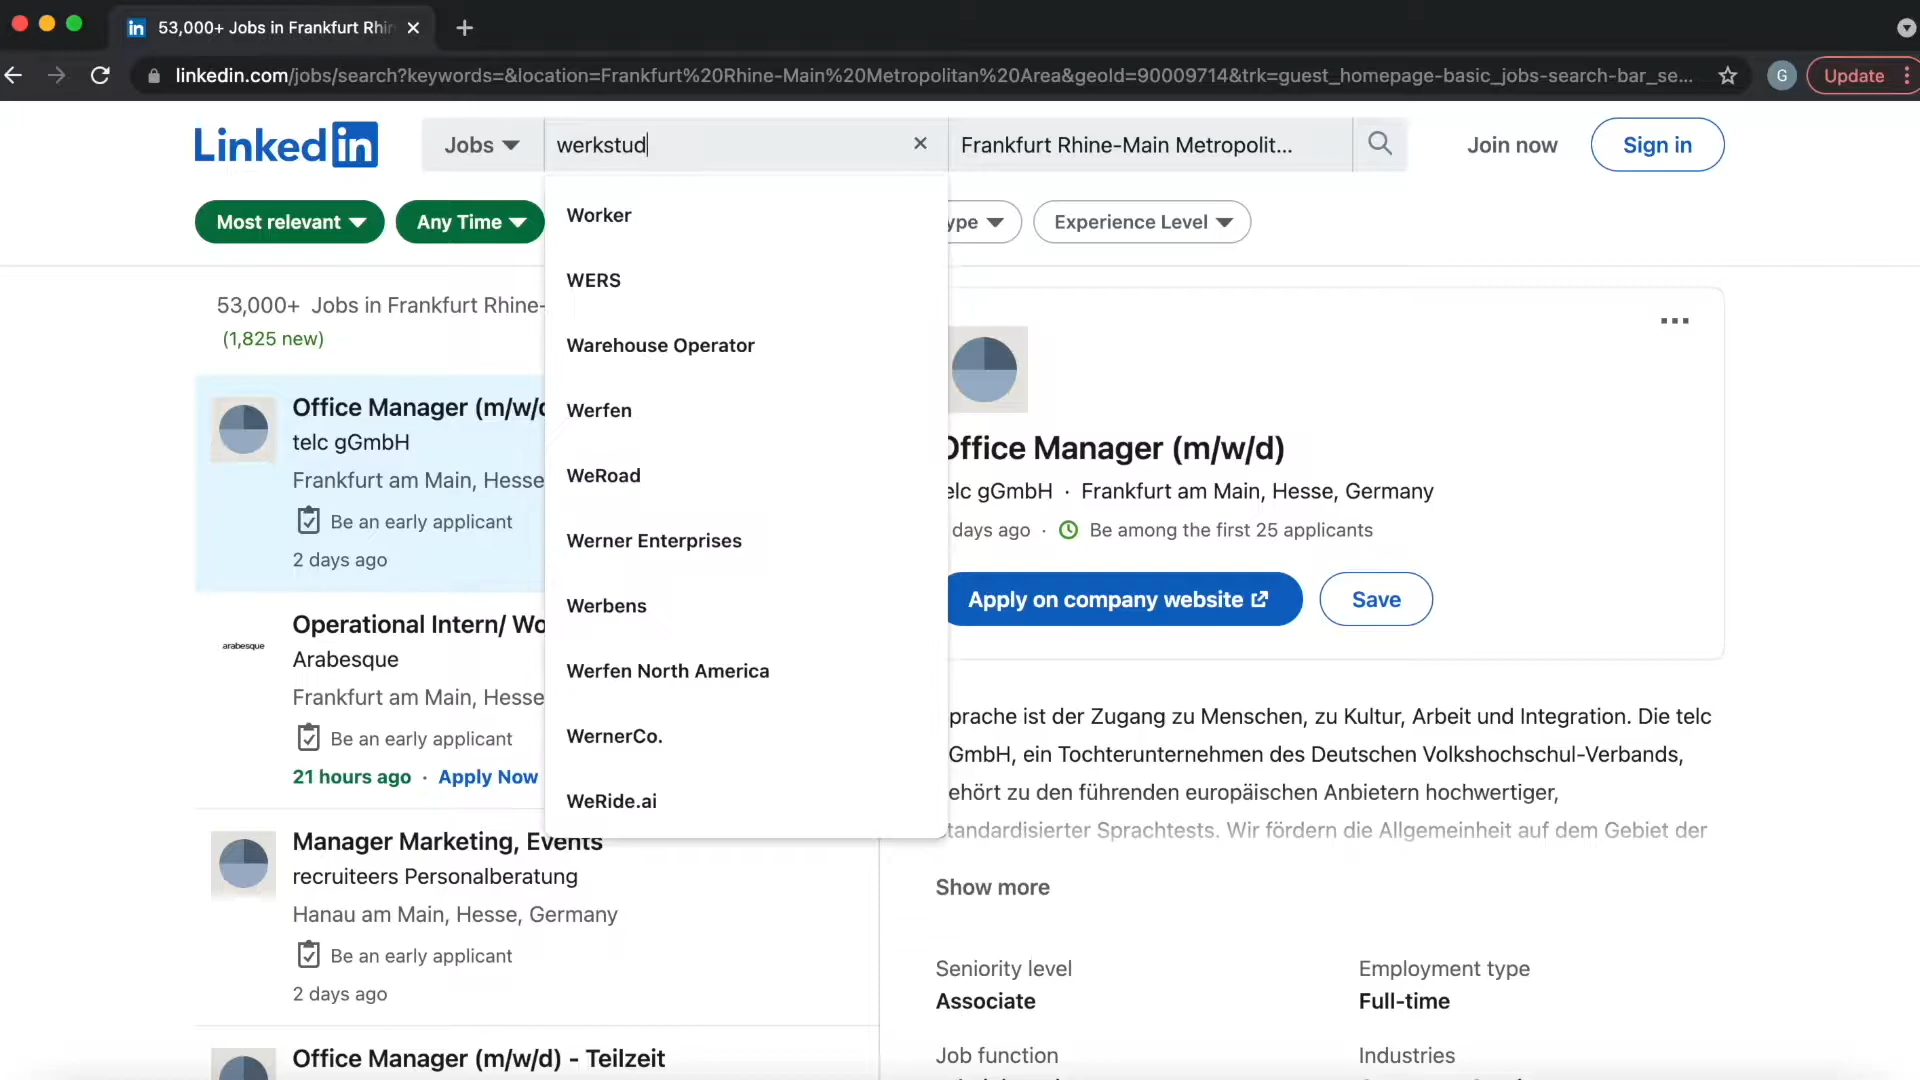 53,000+ Jobs in Frankfurt Rhin
linkedin.com/jobs/search?keywords=&location=Frankfurt%20Rhine-Main%20Metropolitan%20Area&geoId=90009714&trk=guest_homepage-basic_jobs-search-bar_se...
G
Update
Linkedin
Jobs
werkstud
Frankfurt Rhine-Main Metropolit...
Join now
Sign in
Most relevant
Any Time
ype
Experience Level
Worker
WERS
Warehouse Operator
Werfen
WeRoad
Werner Enterprises
Werbens
Werfen North America
WernerCo.
WeRide.ai
53,000+ Jobs in Frankfurt Rhine-
(1,825 new)
Office Manager (m/w/d
telc gGmbH
Frankfurt am Main, Hesse
Be an early applicant
2 days ago
arabesque
Operational Intern/ Wo
Arabesque
Frankfurt am Main, Hesse
Be an early applicant
21 hours ago · Apply Now
Manager Marketing, Events
recruiteers Personalberatung
Hanau am Main, Hesse, Germany
Be an early applicant
2 days ago
Office Manager (m/w/d) - Teilzeit
Office Manager (m/w/d)
elc gGmbH · Frankfurt am Main, Hesse, Germany
days ago · Be among the first 25 applicants
Apply on company website
Save
prache ist der Zugang zu Menschen, zu Kultur, Arbeit und Integration. Die telc
GmbH, ein Tochterunternehmen des Deutschen Volkshochschul-Verbands,
ehört zu den führenden europäischen Anbietern hochwertiger,
tandardisierter Sprachtests. Wir fördern die Allgemeinheit auf dem Gebiet der
Show more
Seniority level
Associate
Employment type
Full-time
Job function
Industries